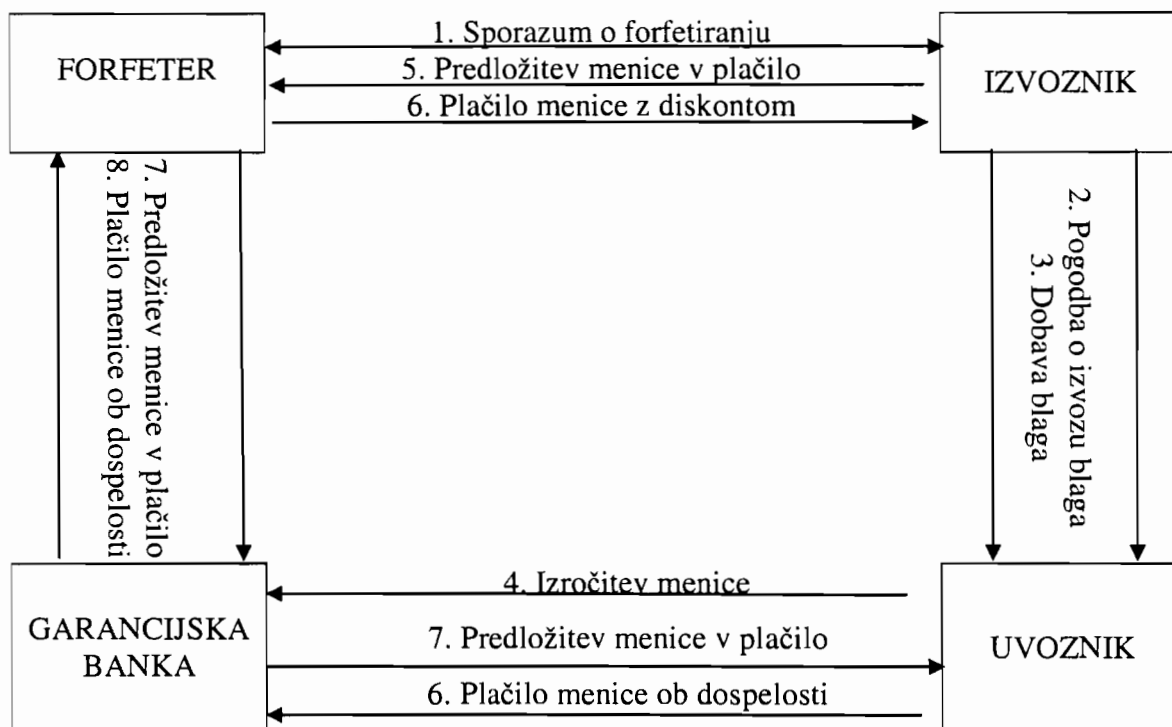 1. Sporazum o forfetiranju
FORFETER
5. Predložitev menice v plačilo
IZVOZNIK
6. Plačilo menice z diskontom
7. Predložitev menice v plačilo
8. Plačilo menice ob dospelosti
2. Pogodba o izvozu blaga
3. Dobava blaga
4. Izročitev menice
GARANCIJSKA
BANKA
7. Predložitev menice v plačilo
UVOZNIK
6. Plačilo menice ob dospelosti